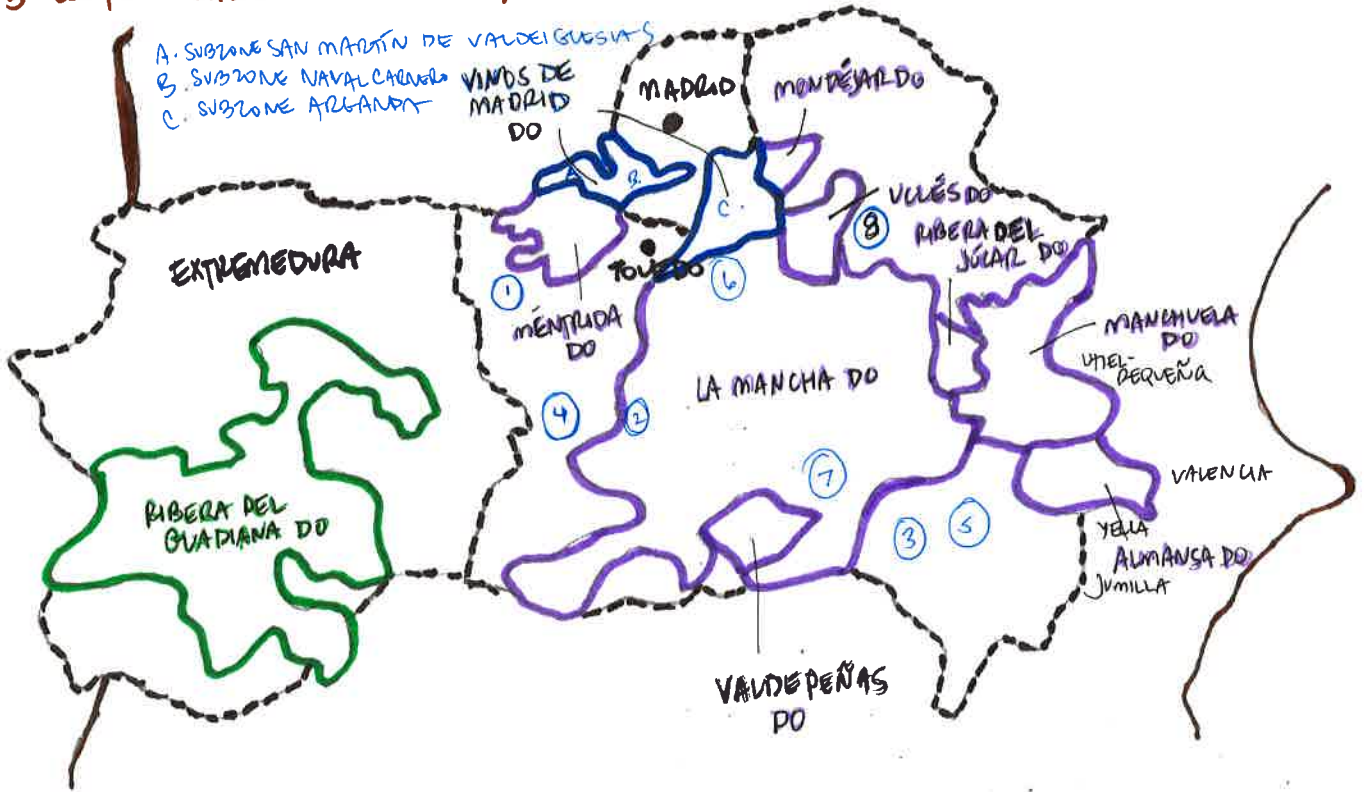 A. SUBZONE SAN MARTÍN DE VALDEIGLESIAS
B. SUBZONE NAVALCARNERO
C. SUBZONE ARGANDA
VINOS DE
MADRID
DO
MADRID
MONDÉJAR DO
A
B.
C.
UCLÉS DO
8
RIBERA DEL
JÚCAR DO
EXTREMEDURA
TOLEDO
1
6
MÉNTRIDA
DO
MANCHUELA
DO
UTIEL-
REQUEÑA
LA MANCHA DO
4
2
7
VALENCIA
RIBERA DEL
GUADIANA DO
3
5
YELLA
ALMANSA DO
JUMILLA
VALDEPEÑAS
DO